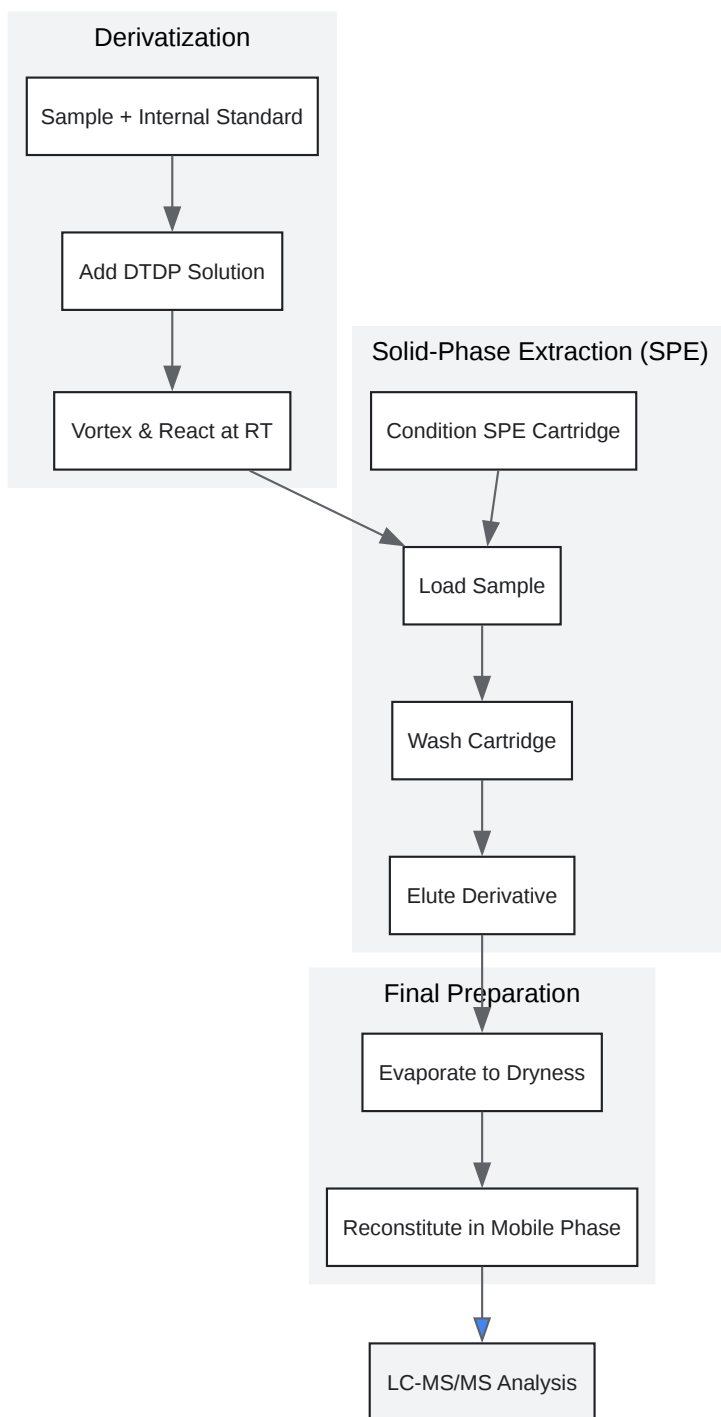 Derivatization
Sample + Internal Standard
Add DTDP Solution
Vortex & React at RT
Solid-Phase Extraction (SPE)
Condition SPE Cartridge
Load Sample
Wash Cartridge
Elute Derivative
Final Preparation
Evaporate to Dryness
Reconstitute in Mobile Phase
LC-MS/MS Analysis